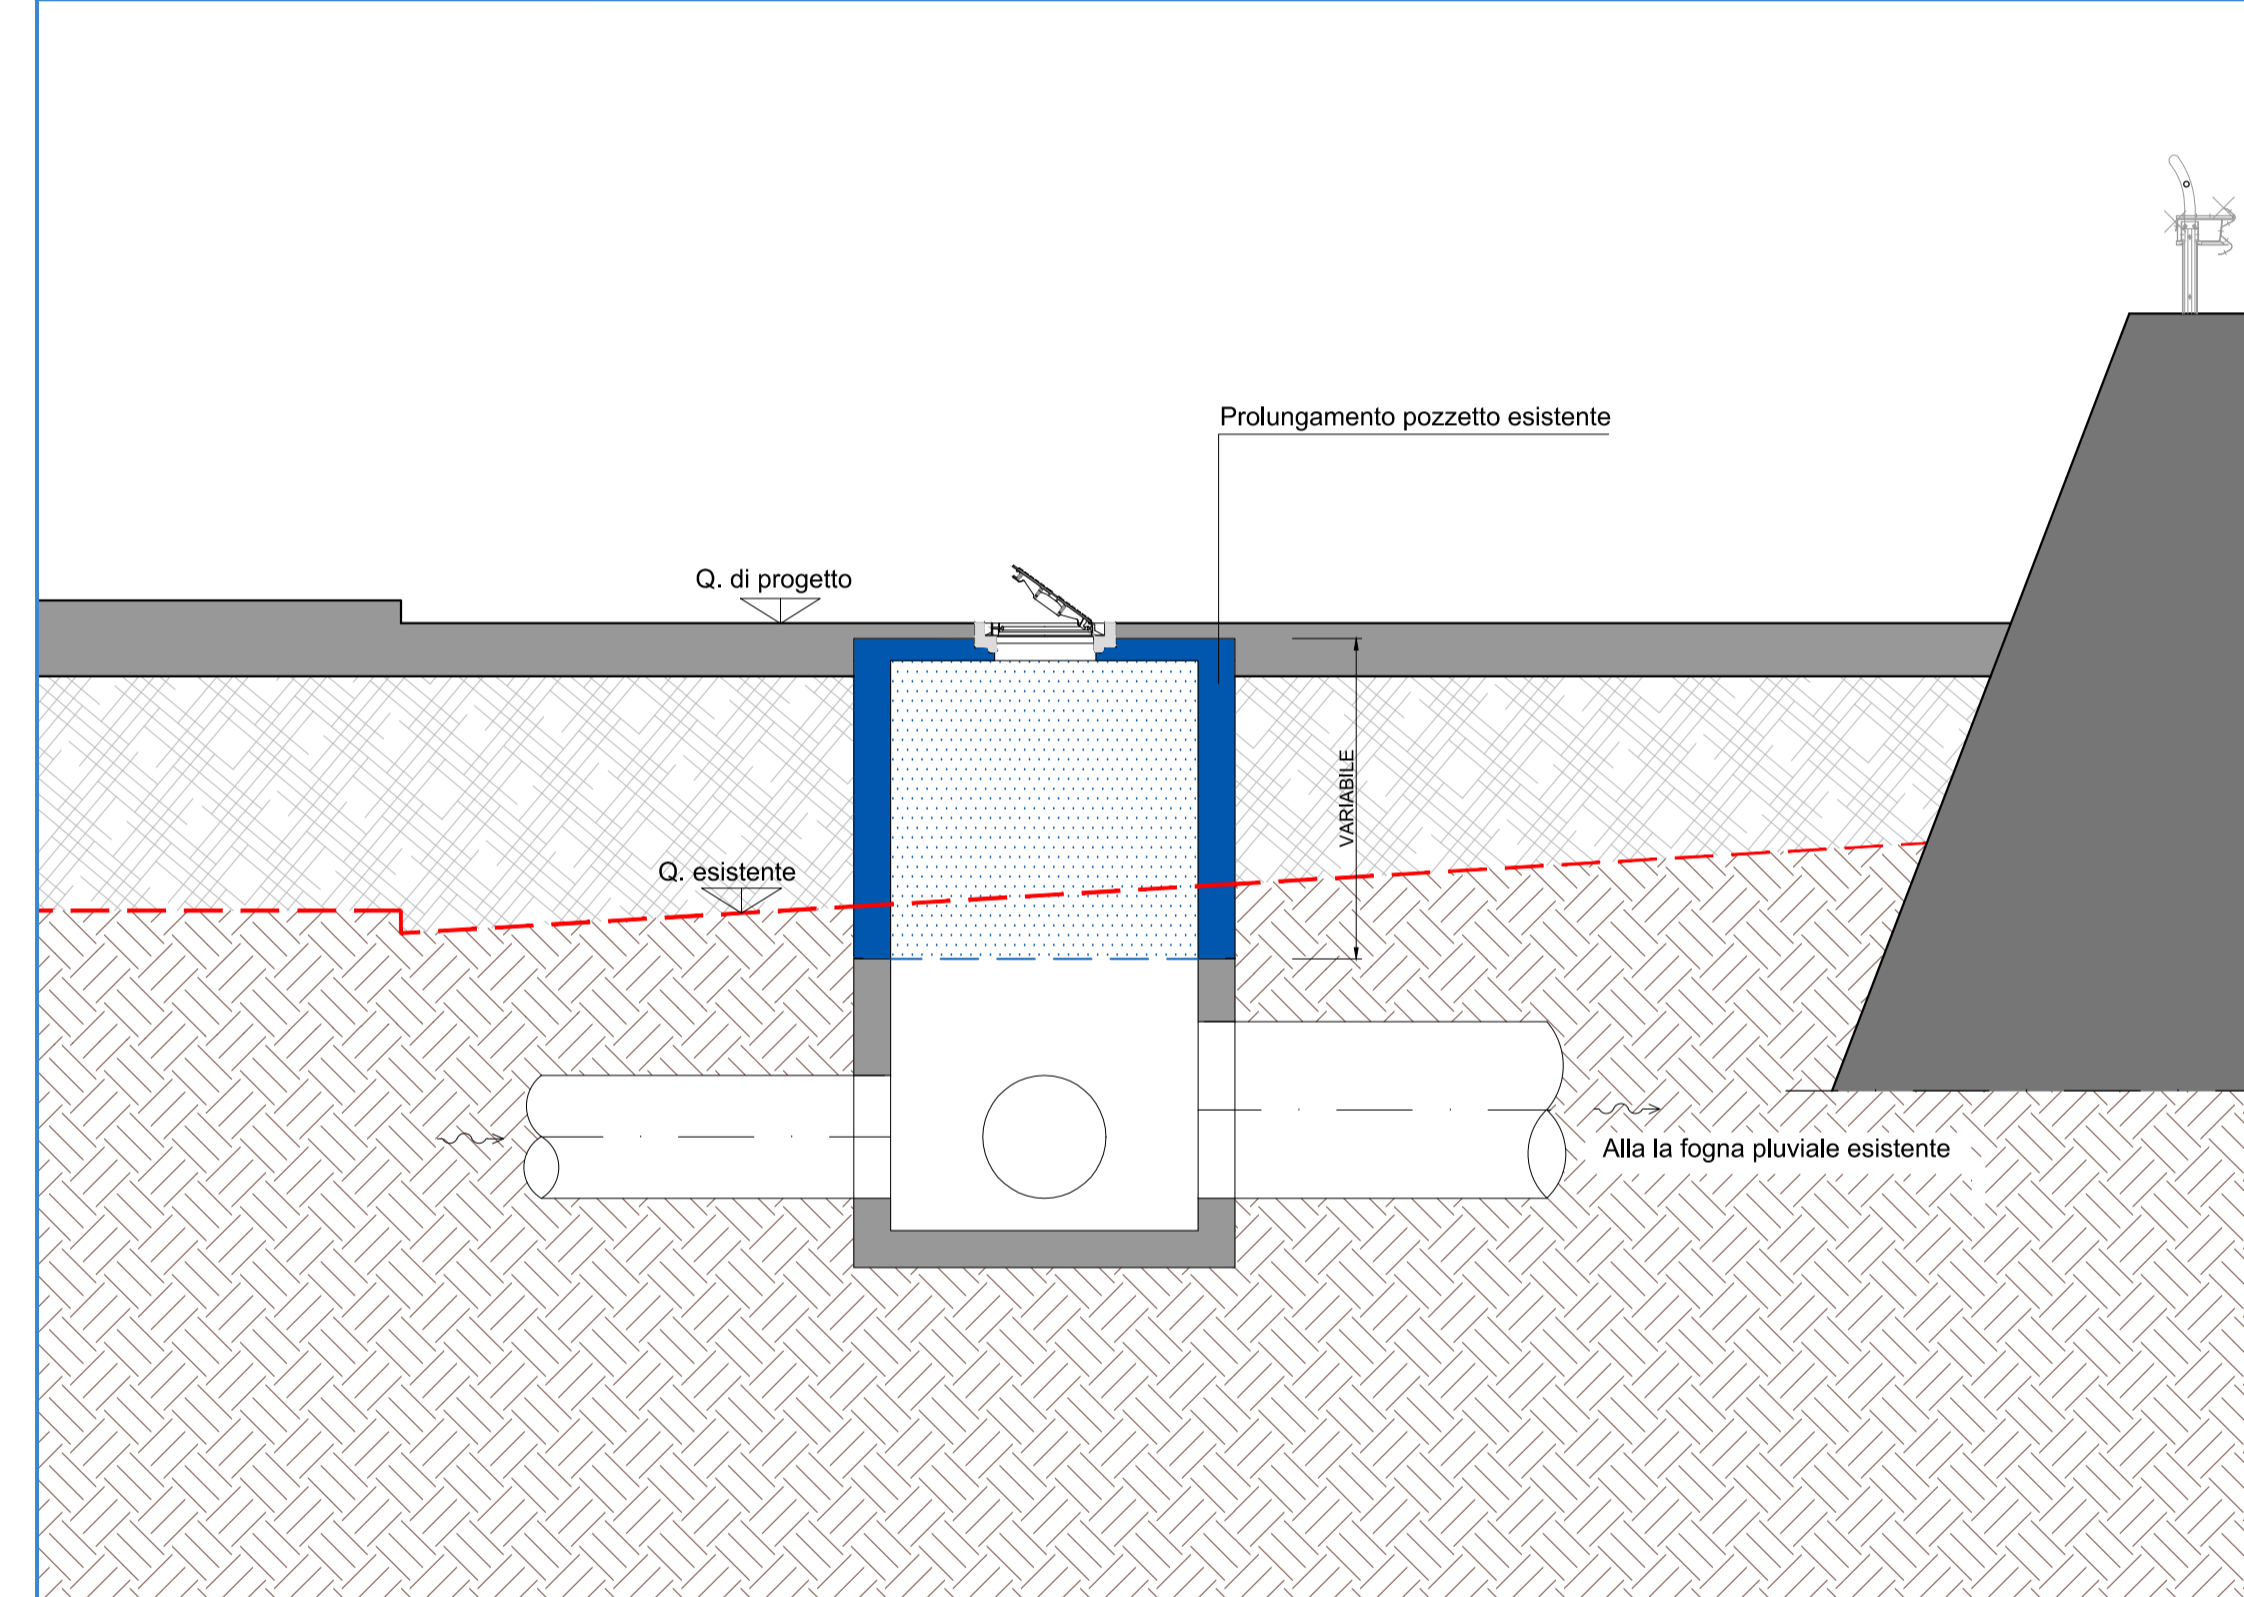 Prolungamento pozzetto esistente
Q. di progetto
VARIABILE
Q. esistente
Alla la fogna pluviale esistente